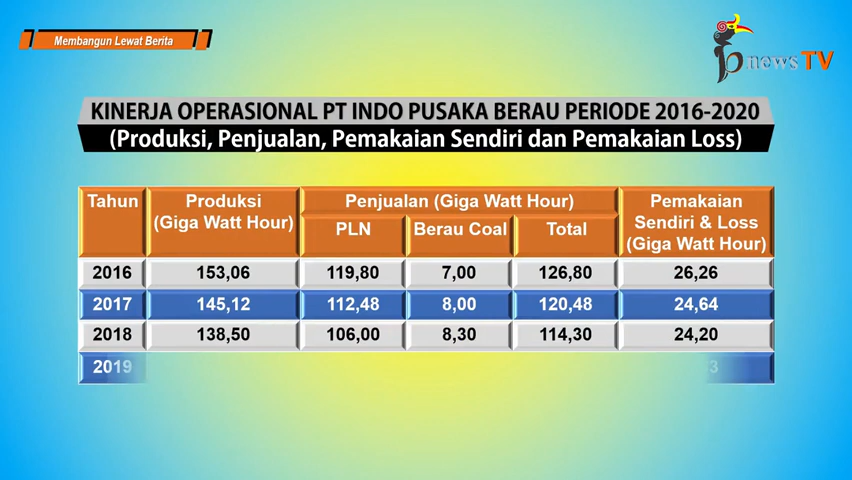 Membangun Lewat Berita
news TV
KINERJA OPERASIONAL PT INDO PUSAKA BERAU PERIODE 2016-2020
(Produksi, Penjualan, Pemakaian Sendiri dan Pemakaian Loss)
Tahun Produksi (Giga Watt Hour) Penjualan (Giga Watt Hour) Pemakaian Sendiri & Loss (Giga Watt Hour)
PLN Berau Coal Total
2016 153,06 119,80 7,00 126,80 26,26
2017 145,12 112,48 8,00 120,48 24,64
2018 138,50 106,00 8,30 114,30 24,20
2019